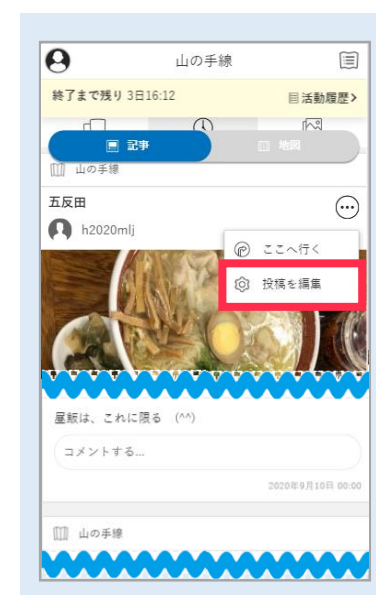 山の手線
終了まで残り 3日16:12
活動履歴>
記事
地図
山の手線
五反田
h2020mlj
ここへ行く
投稿を編集
昼飯は、これに限る (^^)
コメントする...
2020年9月10日 00:00
山の手線